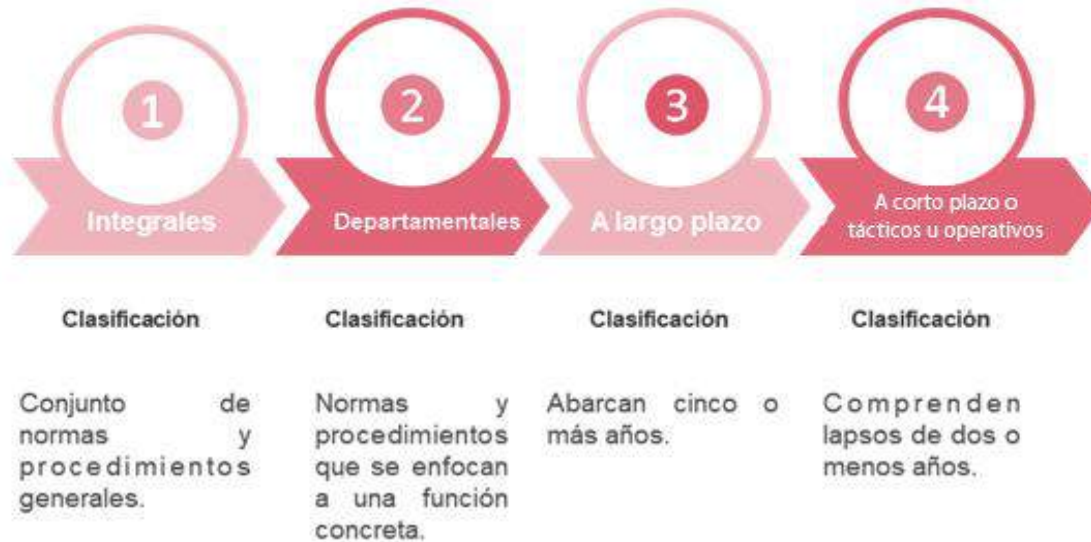 1
2
3
4
Integrales
Departamentales
A largo plazo
A corto plazo o
tácticos u operativos
Clasificación
Clasificación
Clasificación
Clasificación
Conjunto de
normas y
procedimientos
generales.
Normas y
procedimientos
que se enfocan
a una función
concreta.
Abarcan cinco o
más años.
Comprenden
lapsos de dos o
menos años.